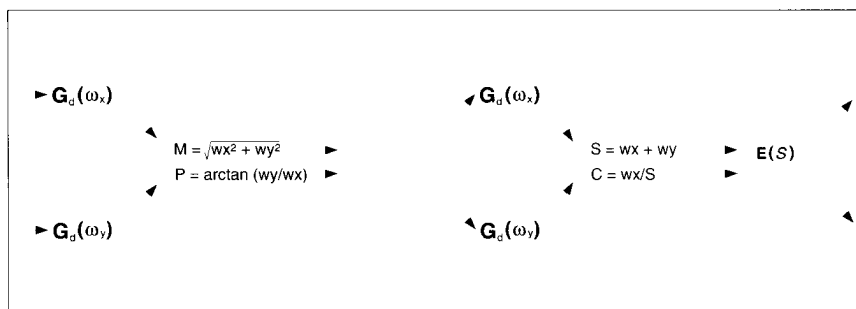 G_d(ω_x)
G_d(ω_y)
M = √wx² + wy²
P = arctan (wy/wx)
G_d(ω_x)
G_d(ω_y)
S = wx + wy
C = wx/S
E(S)